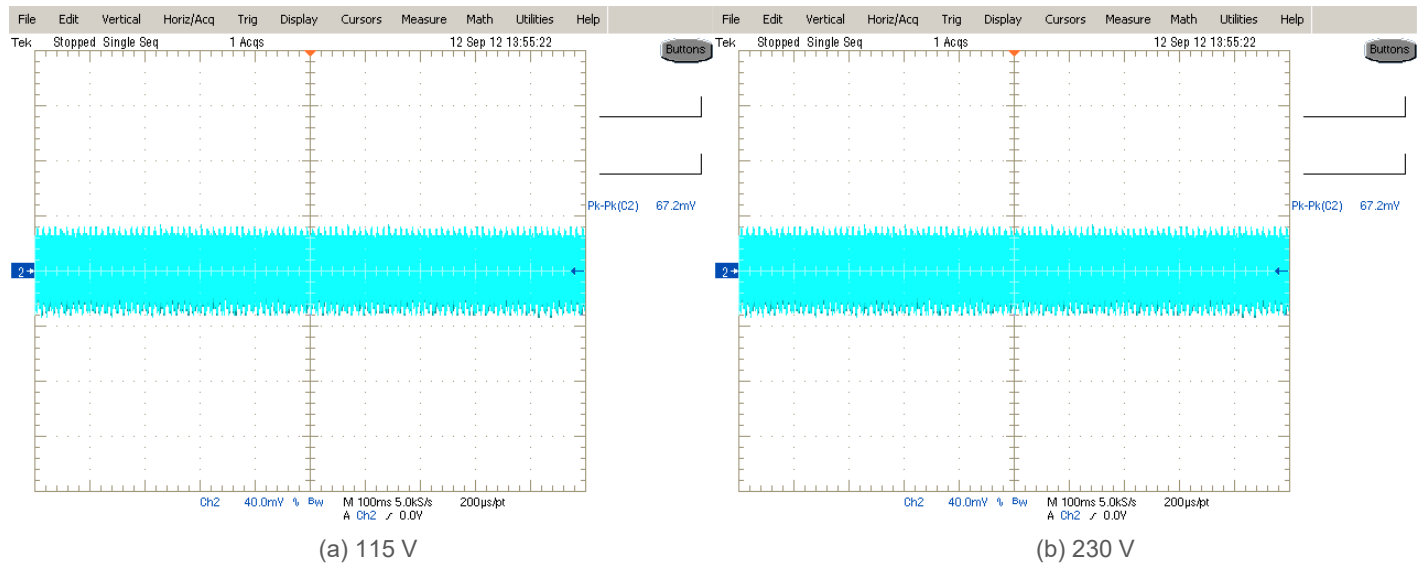 File Edit Vertical Horiz/Acq Trig Display Cursors Measure Math Utilities Help
Tek Stopped Single Seq 1 Acqs 12 Sep 12 13:55:22
Buttons
Pk-Pk(C2) 67.2mV
2
Ch2 40.0mV % Bw M 100ms 5.0kS/s 200µs/pt
A Ch2 ∕ 0.0V
(a) 115 V
File Edit Vertical Horiz/Acq Trig Display Cursors Measure Math Utilities Help
Tek Stopped Single Seq 1 Acqs 12 Sep 12 13:55:22
Buttons
Pk-Pk(C2) 67.2mV
2
Ch2 40.0mV % Bw M 100ms 5.0kS/s 200µs/pt
A Ch2 ∕ 0.0V
(b) 230 V